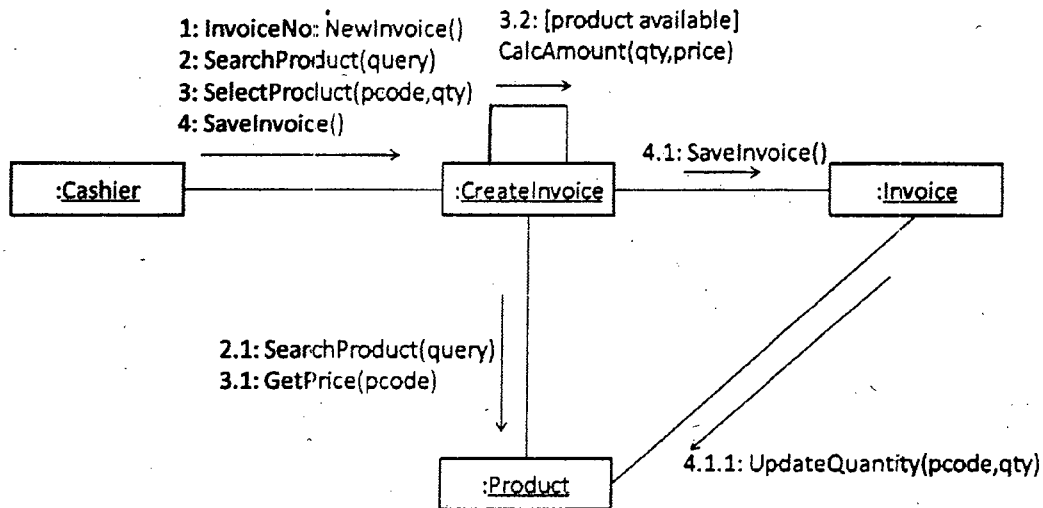 1: InvoiceNo:: NewInvoice()
2: SearchProduct(query)
3: SelectProduct(pcode,qty)
4: SaveInvoice()
3.2: [product available]
CalcAmount(qty,price)
4.1: SaveInvoice()
:Cashier
:CreateInvoice
:Invoice
2.1: SearchProduct(query)
3.1: GetPrice(pcode)
4.1.1: UpdateQuantity(pcode,qty)
:Product